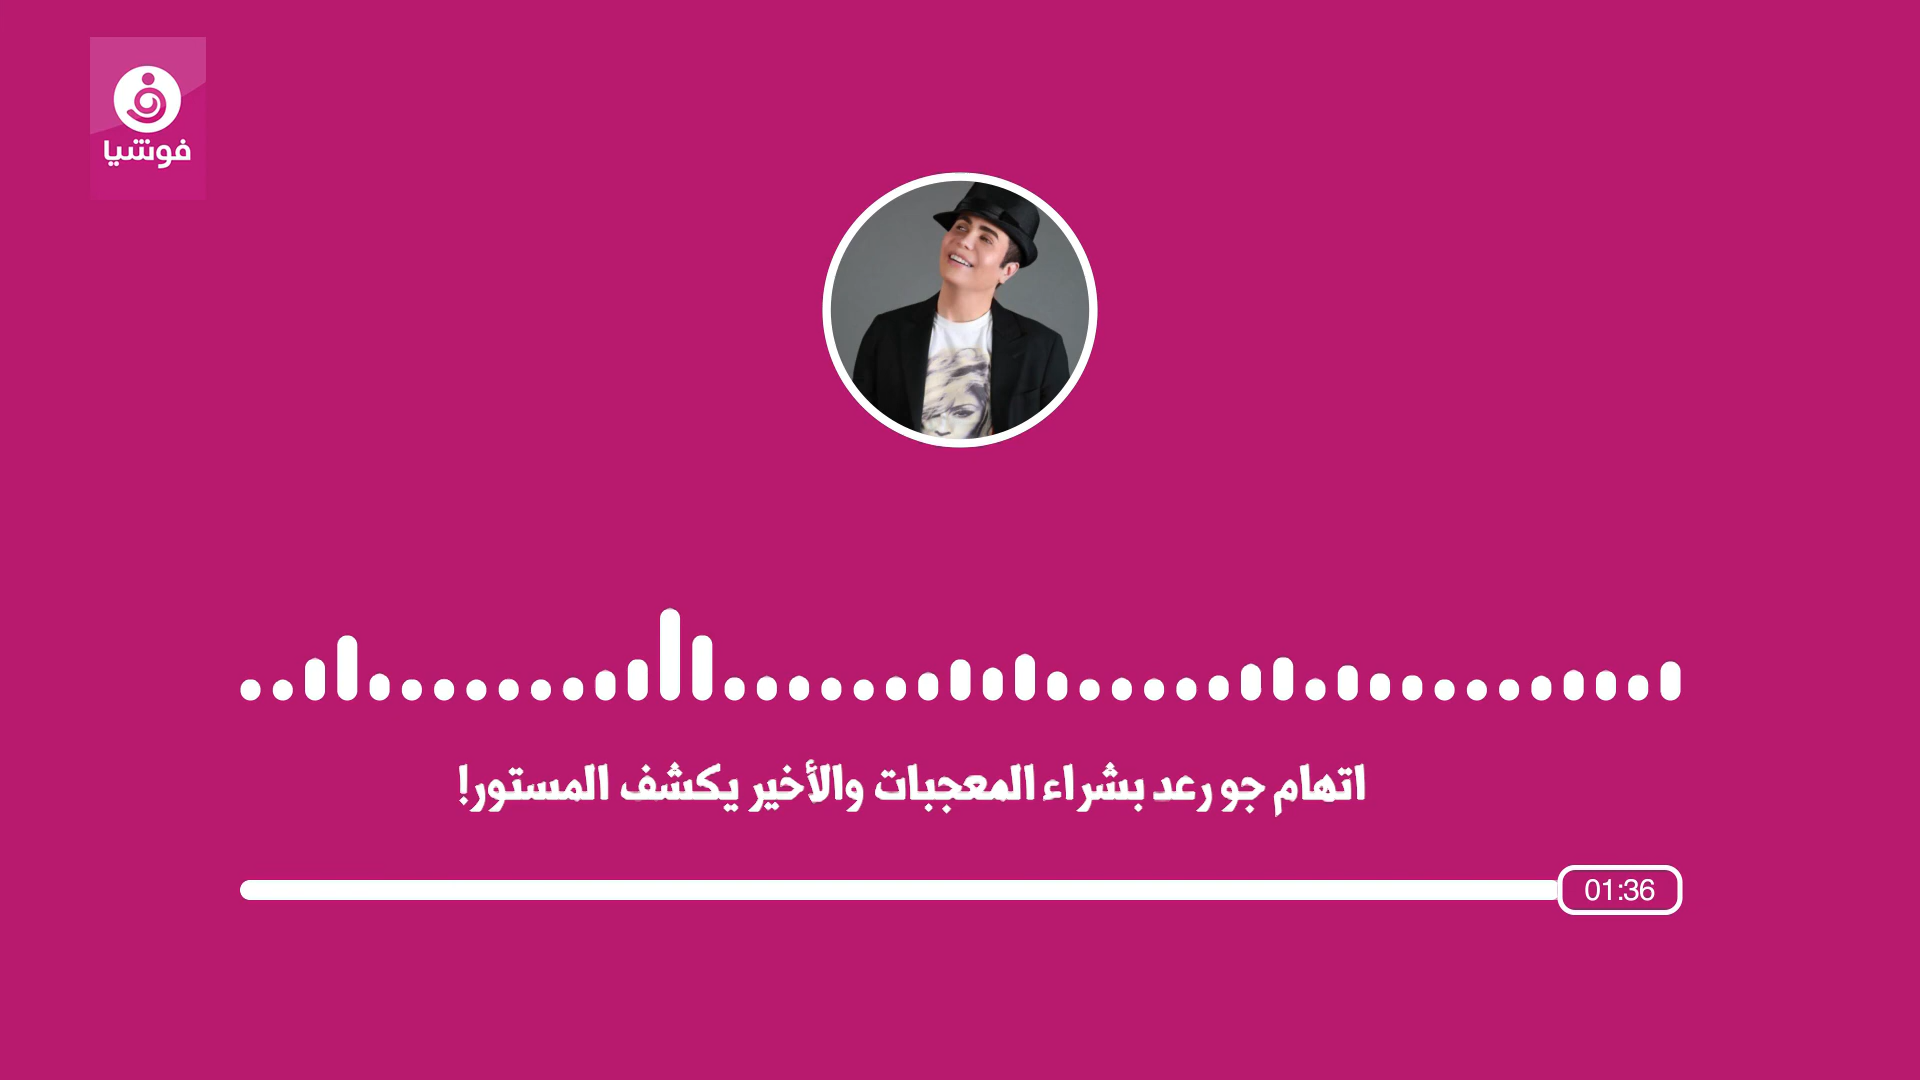 فوشيا
اتهام جو رعد بشراء المعجبات والأخير يكشف المستور!
01:36